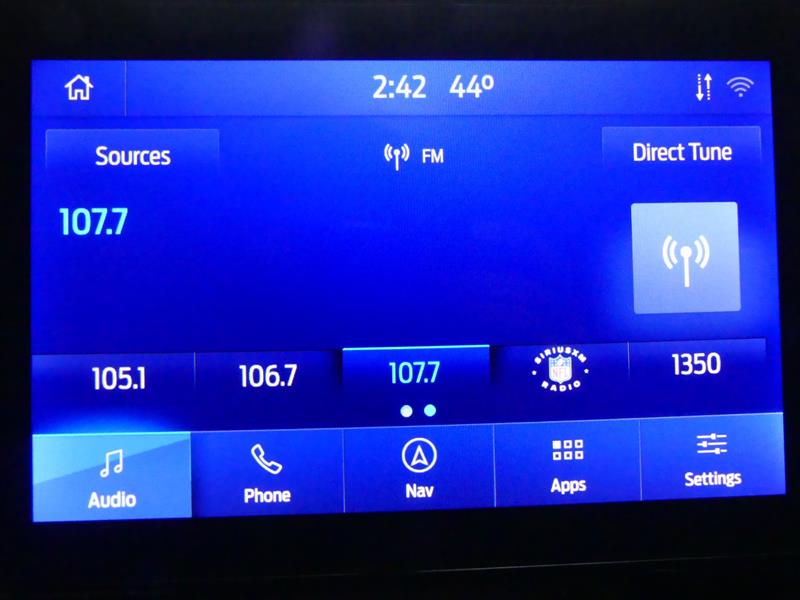 2:42 44º
Sources
FM
Direct Tune
107.7
105.1
106.7
107.7
SIRIUSXM
NFL
RADIO
1350
Audio
Phone
Nav
Apps
Settings